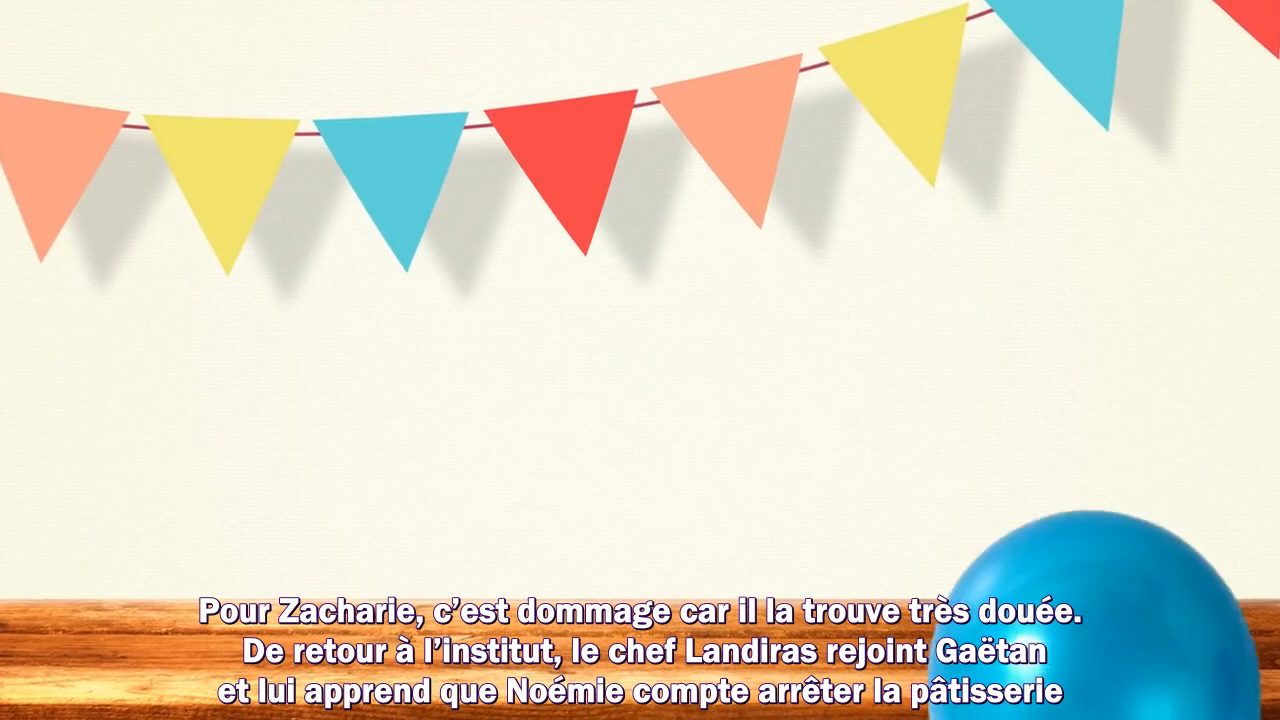 Pour Zacharie, c’est dommage car il la trouve très douée.
De retour à l’institut, le chef Landiras rejoint Gaëtan
et lui apprend que Noémie compte arrêter la pâtisserie